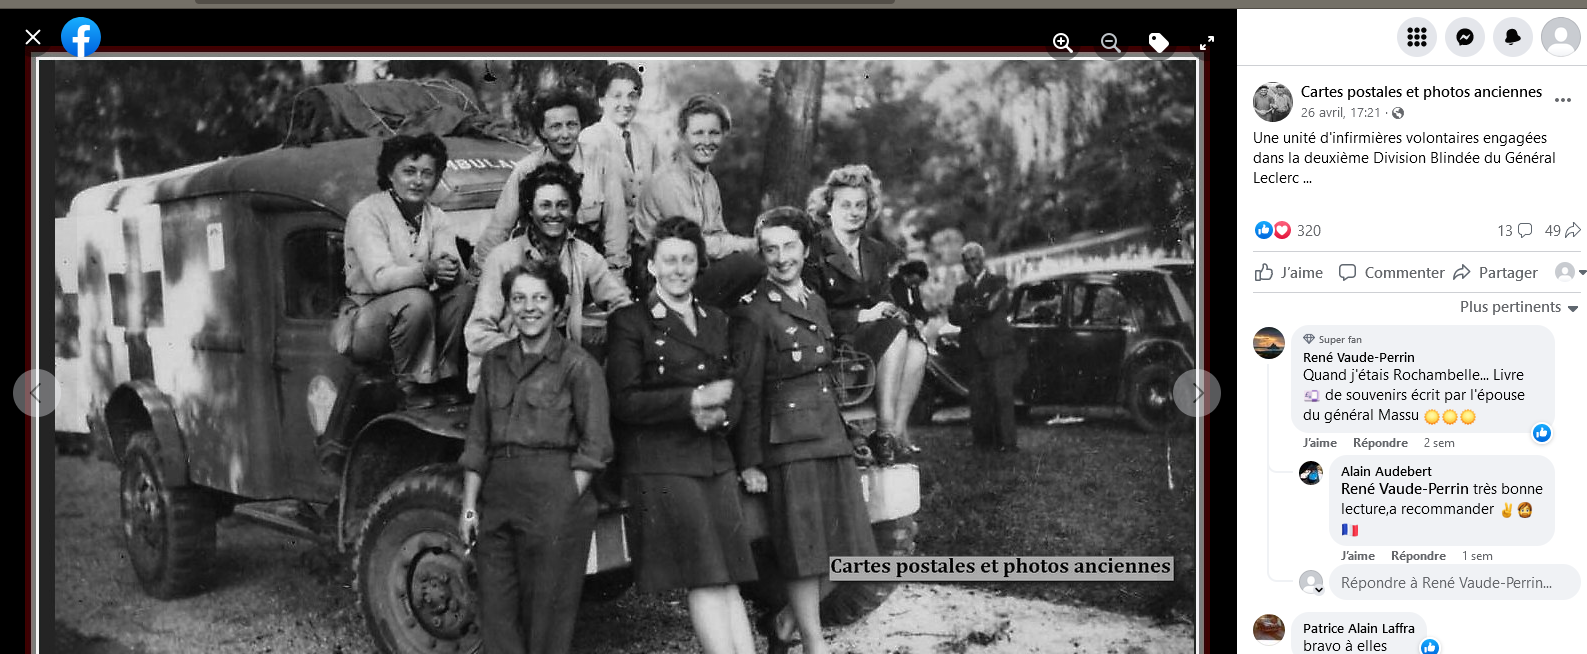 MBULA
Cartes postales et photos anciennes
Cartes postales et photos anciennes
26 avril, 17:21 ·
Une unité d'infirmières volontaires engagées
dans la deuxième Division Blindée du Général
Leclerc ...
320
13
49
J'aime
Commenter
Partager
Plus pertinents
Super fan
René Vaude-Perrin
Quand j'étais Rochambelle... Livre
📖 de souvenirs écrit par l'épouse
du général Massu 🌕🌕🌕
J'aime Répondre 2 sem
Alain Audebert
René Vaude-Perrin très bonne
lecture,a recommander ✌️👩
🇫🇷
J'aime Répondre 1 sem
Répondre à René Vaude-Perrin...
Patrice Alain Laffra
bravo à elles